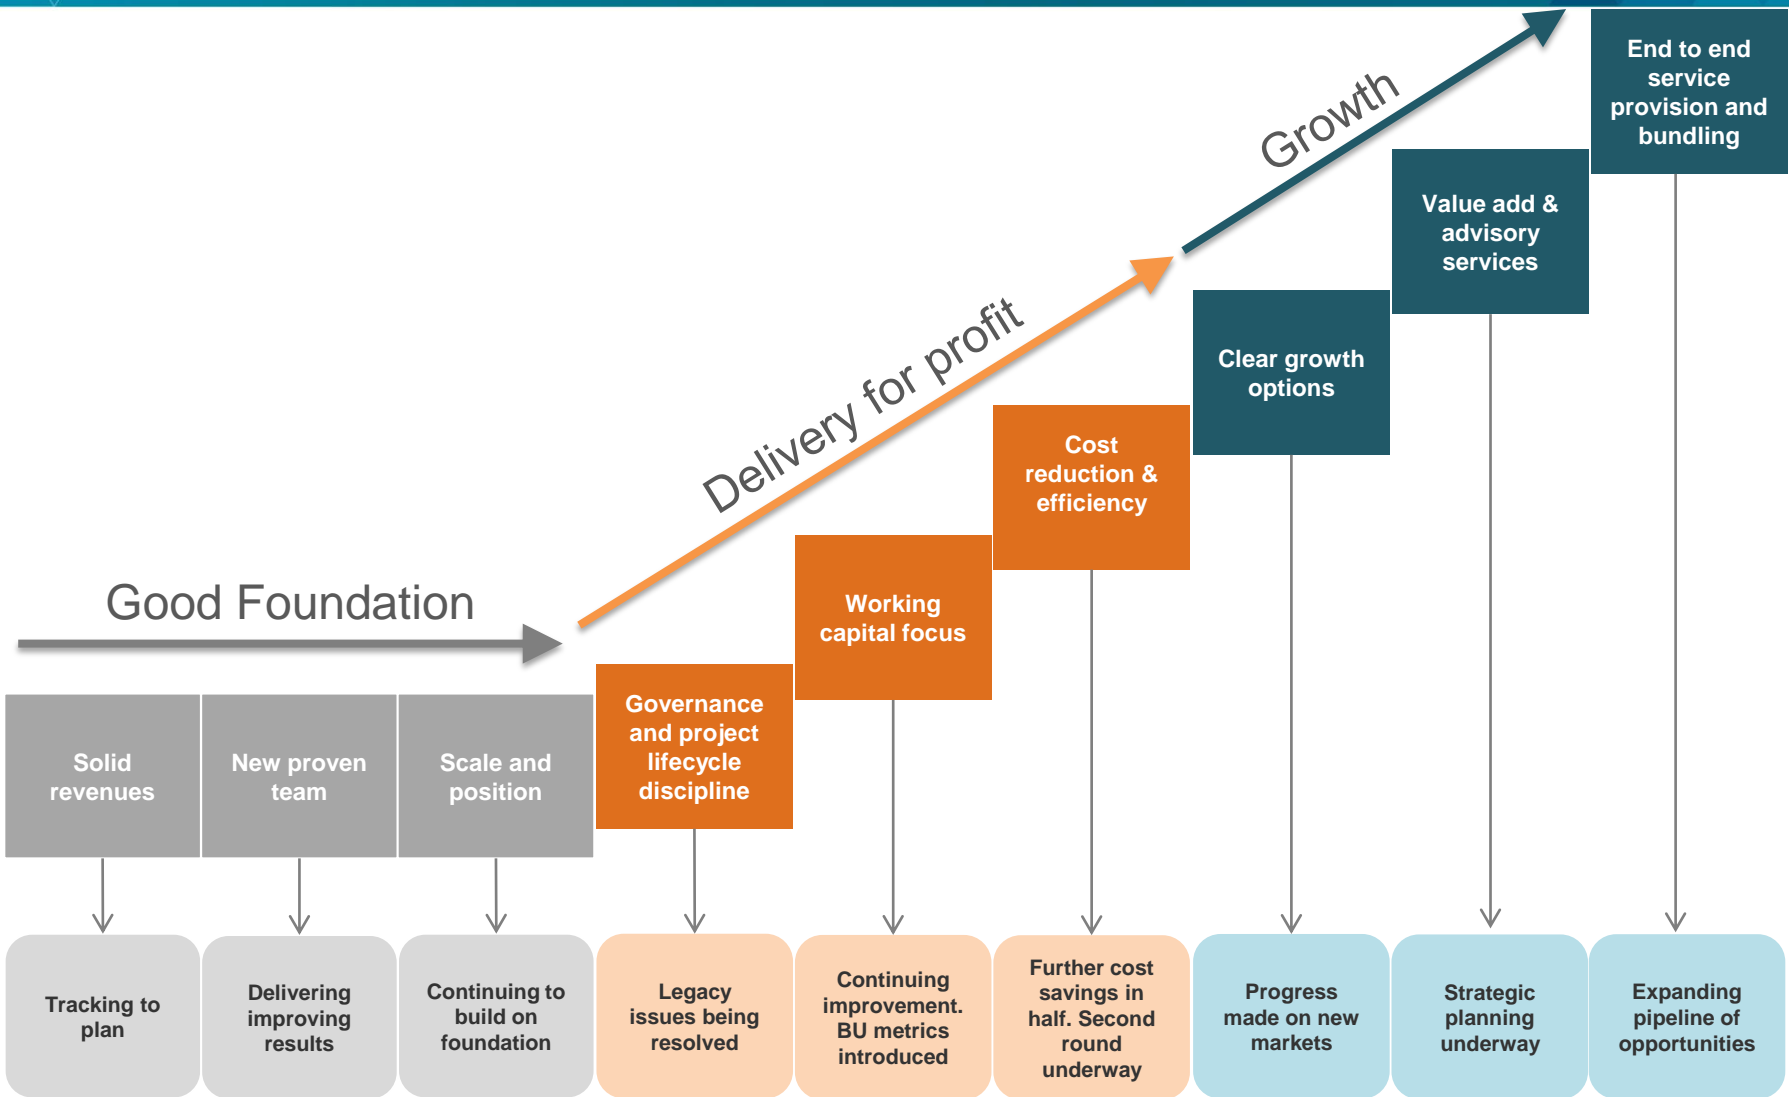 Growth
Delivery for profit
Good Foundation
End to end
service
provision and
bundling
Value add &
advisory
services
Clear growth
options
Cost
reduction &
efficiency
Working
capital focus
Governance
and project
lifecycle
discipline
Solid
revenues
New proven
team
Scale and
position
Tracking to
plan
Delivering
improving
results
Continuing to
build on
foundation
Legacy
issues being
resolved
Continuing
improvement.
BU metrics
introduced
Further cost
savings in
half. Second
round
underway
Progress
made on new
markets
Strategic
planning
underway
Expanding
pipeline of
opportunities